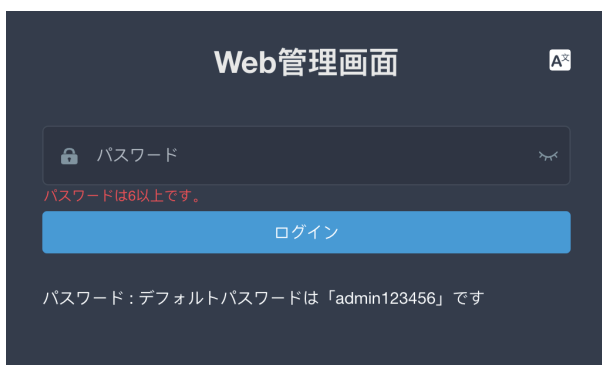 Web管理画面
A文
パスワード
パスワードは6以上です。
ログイン
パスワード : デフォルトパスワードは「admin123456」です